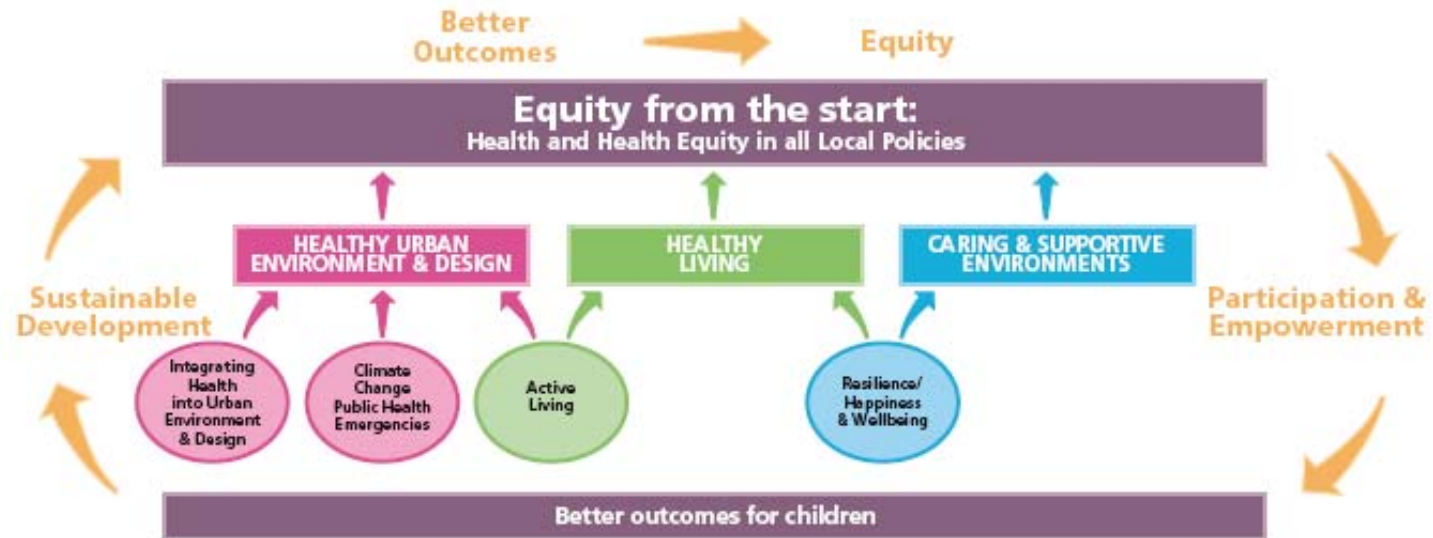 Better
Outcomes
Equity
Equity from the start:
Health and Health Equity in all Local Policies
HEALTHY URBAN
ENVIRONMENT & DESIGN
HEALTHY
LIVING
CARING & SUPPORTIVE
ENVIRONMENTS
Sustainable
Development
Participation &
Empowerment
Integrating
Health
into Urban
Environment
& Design
Climate
Change
Public Health
Emergencies
Active
Living
Resilience/
Happiness
& Wellbeing
Better outcomes for children